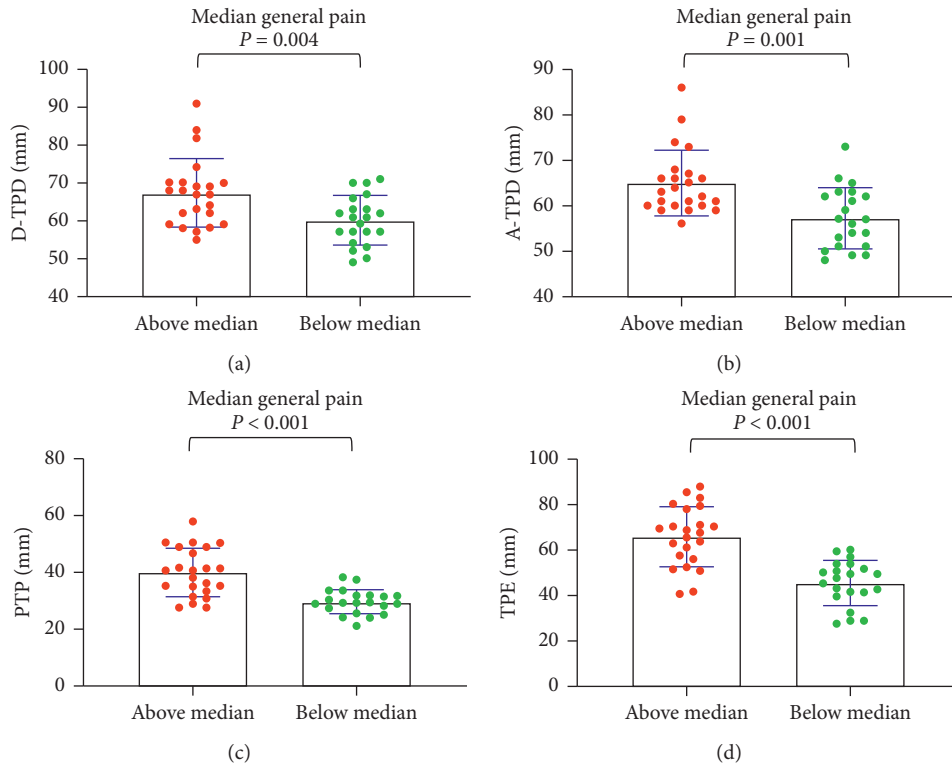 Median general pain
P = 0.004
100
90
80
70
60
50
40
D-TPD (mm)
Above median
Below median
(a)
Median general pain
P = 0.001
90
80
70
60
50
40
A-TPD (mm)
Above median
Below median
(b)
Median general pain
P < 0.001
80
60
40
20
0
PTP (mm)
Above median
Below median
(c)
Median general pain
P < 0.001
100
80
60
40
20
0
TPE (mm)
Above median
Below median
(d)